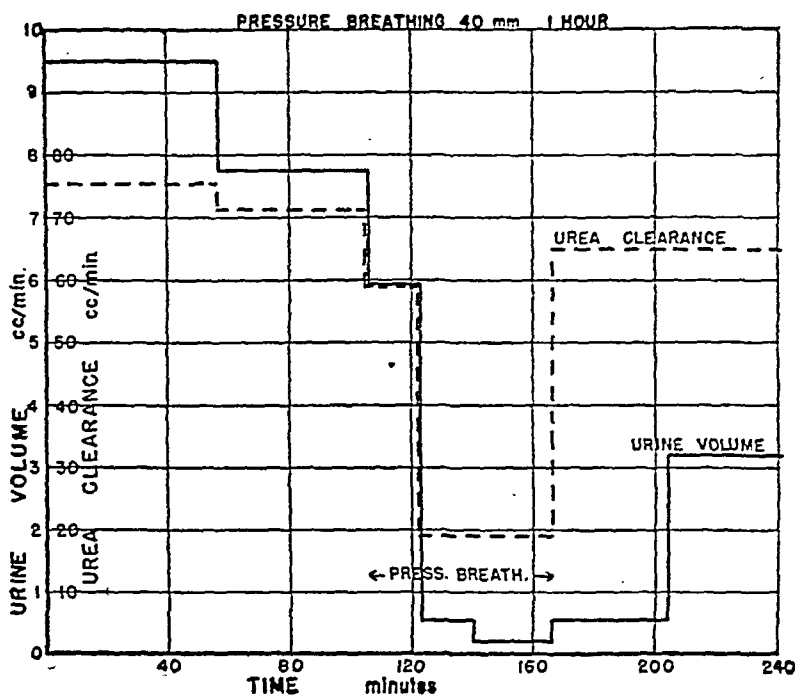 PRESSURE BREATHING 40 mm 1 HOUR
10
9
8 80
7 70
6 60
5 50
4 40
3 30
2 20
1 10
0
URINE VOLUME cc/min.
UREA CLEARANCE cc/min
UREA CLEARANCE
URINE VOLUME
←PRESS. BREATH.→
40 80 120 160 200 240
TIME minutes